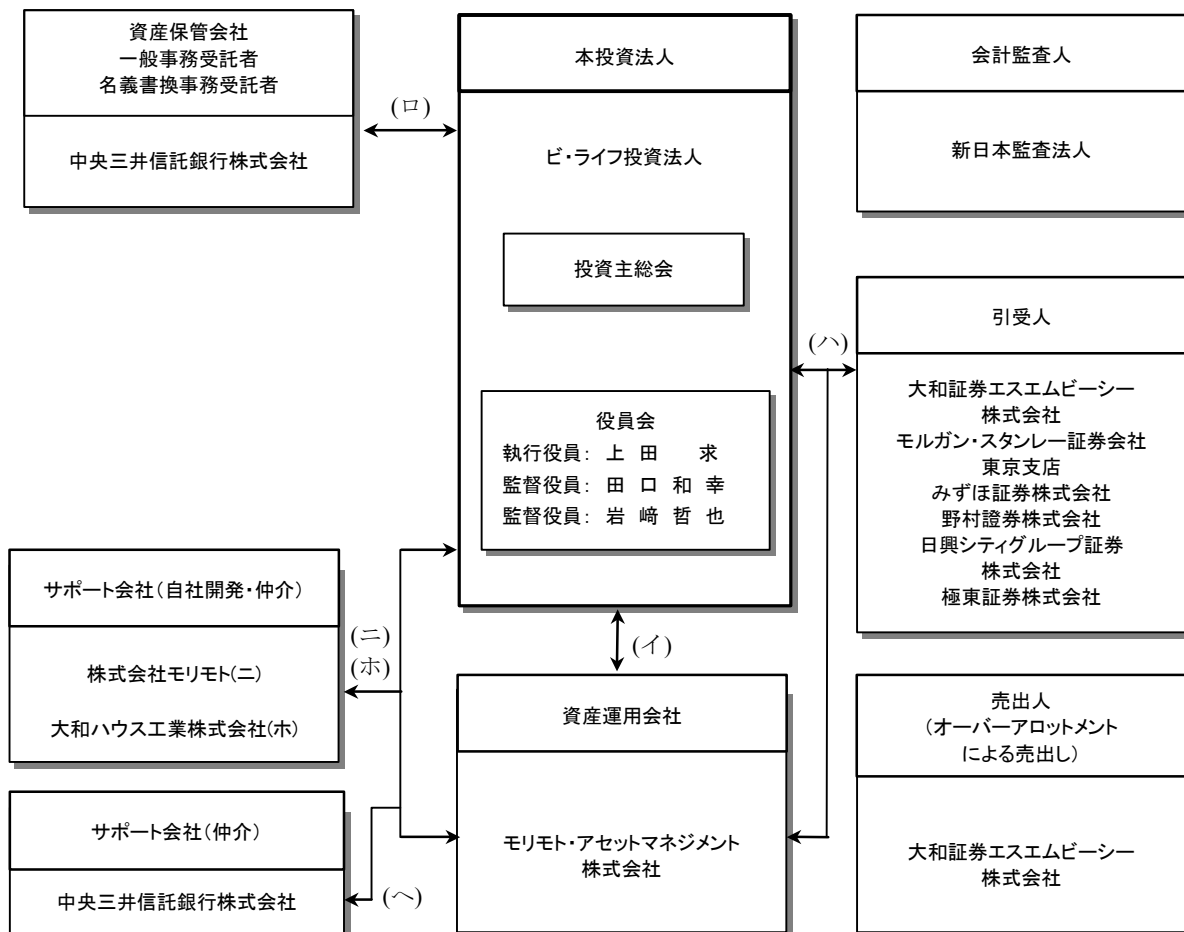 資産保管会社
一般事務受託者
名義書換事務受託者
中央三井信託銀行株式会社
(ロ)
本投資法人
ビ・ライフ投資法人
投資主総会
役員会
執行役員: 上 田 求
監督役員: 田 口 和 幸
監督役員: 岩 﨑 哲 也
会計監査人
新日本監査法人
(ハ)
引受人
大和証券エスエムビーシー
株式会社
モルガン・スタンレー証券会社
東京支店
みずほ証券株式会社
野村證券株式会社
日興シティグループ証券
株式会社
極東証券株式会社
サポート会社(自社開発・仲介)
株式会社モリモト(ニ)
大和ハウス工業株式会社(ホ)
(ニ)
(ホ)
(イ)
資産運用会社
モリモト・アセットマネジメント
株式会社
売出人
(オーバーアロットメント
による売出し)
大和証券エスエムビーシー
株式会社
サポート会社(仲介)
中央三井信託銀行株式会社
(ヘ)